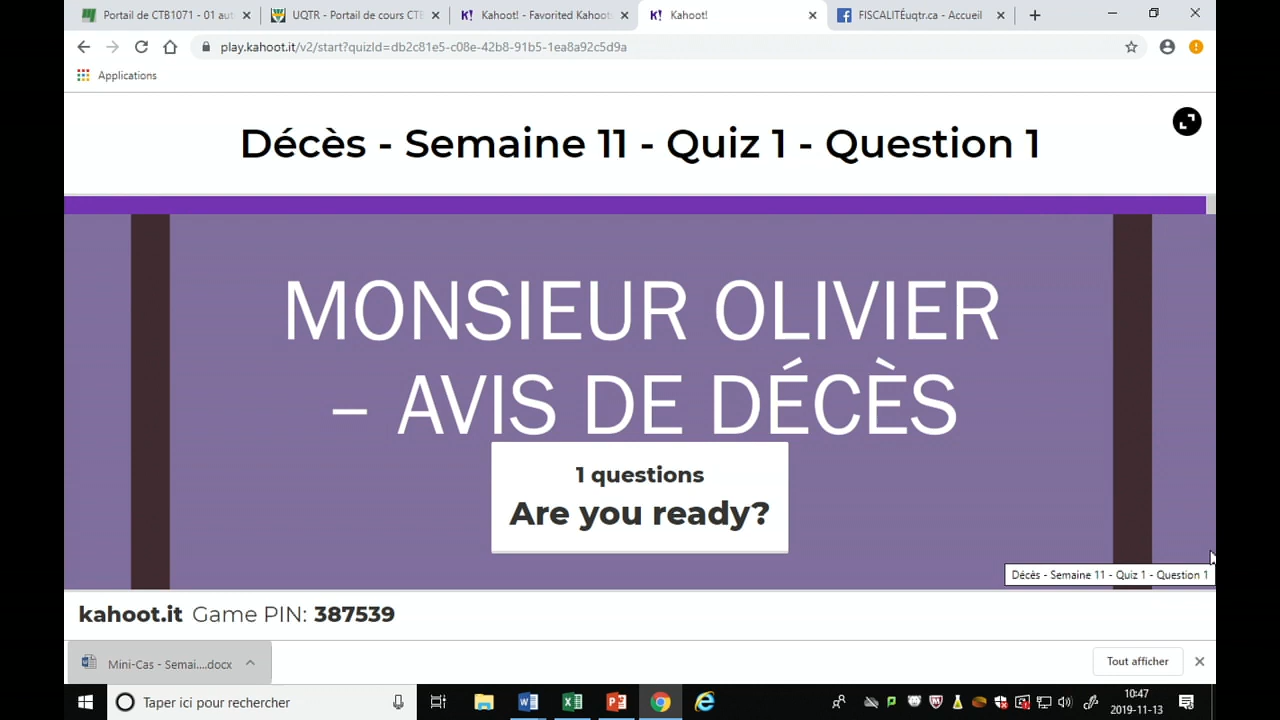 Portail de CTB1071 - 01 aut
UQTR - Portail de cours CTB
Kahoot! - Favorited Kahoots
Kahoot!
FISCALITÉuqtr.ca - Accueil
play.kahoot.it/v2/start?quizId=db2c81e5-c08e-42b8-91b5-1ea8a92c5d9a
Applications
Décès - Semaine 11 - Quiz 1 - Question 1
MONSIEUR OLIVIER
– AVIS DE DÉCÈS
1 questions
Are you ready?
Décès - Semaine 11 - Quiz 1 - Question 1
kahoot.it Game PIN: 387539
Mini-Cas - Semai....docx
Tout afficher
Taper ici pour rechercher
10:47
2019-11-13